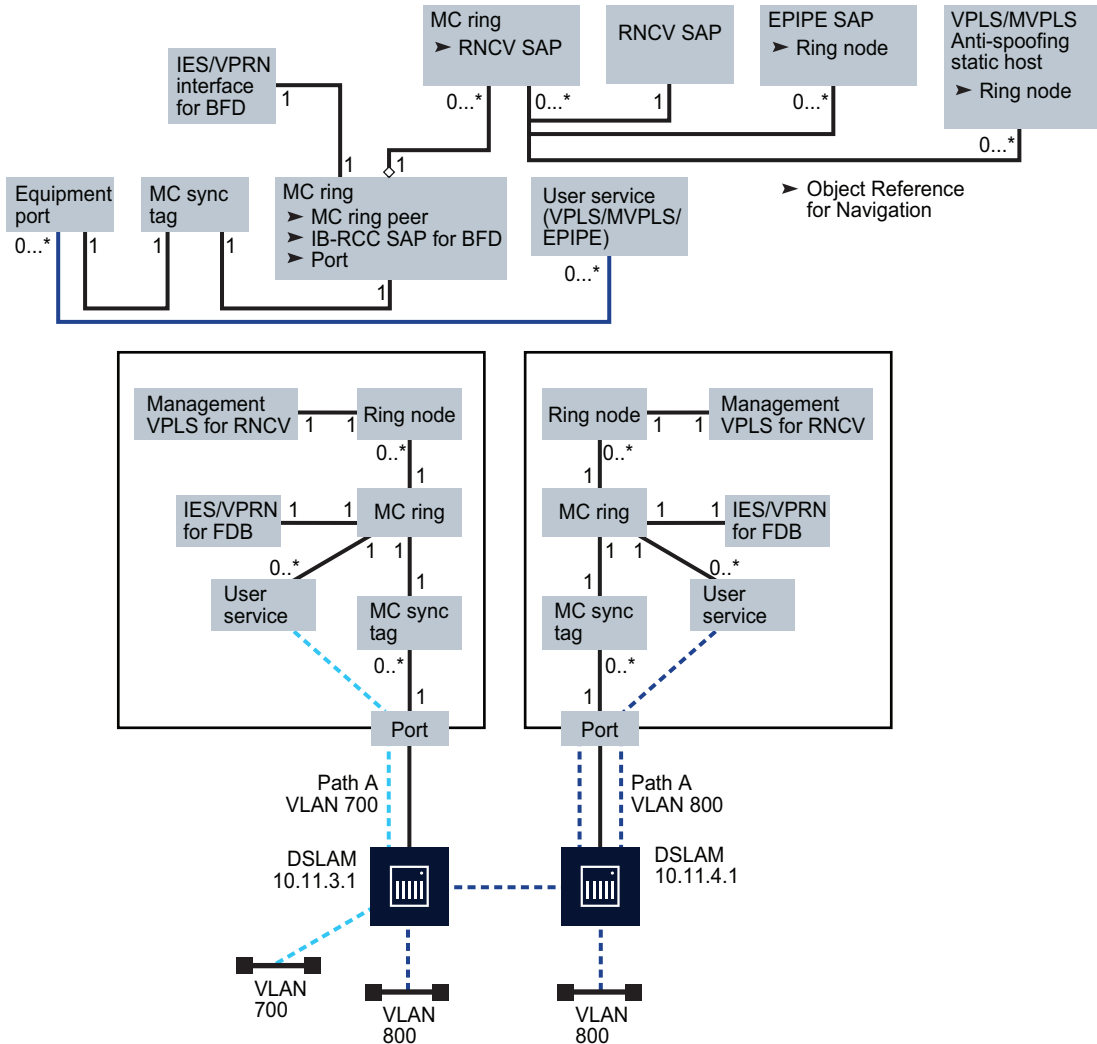 MC ring
➤ RNCV SAP
RNCV SAP
EPIPE SAP
➤ Ring node
VPLS/MVPLS
Anti-spoofing
static host
➤ Ring node
IES/VPRN
interface
for BFD
1
0...*
0...*
1
0...*
0...*
1
1
Equipment
port
MC sync
tag
MC ring
➤ MC ring peer
➤ IB-RCC SAP for BFD
➤ Port
User service
(VPLS/MVPLS/
EPIPE)
➤ Object Reference
for Navigation
0...*
1
1
1
1
0...*
Management
VPLS for RNCV
1
1
Ring node
0..*
1
IES/VPRN
for FDB
1
1
MC ring
1
1
0..*
1
User
service
MC sync
tag
0..*
1
Port
Ring node
1
1
Management
VPLS for RNCV
0..*
1
MC ring
1
1
IES/VPRN
for FDB
1
1
1
0..*
MC sync
tag
User
service
0..*
1
Port
Path A
VLAN 700
Path A
VLAN 800
DSLAM
10.11.3.1
DSLAM
10.11.4.1
VLAN
700
VLAN
800
VLAN
800